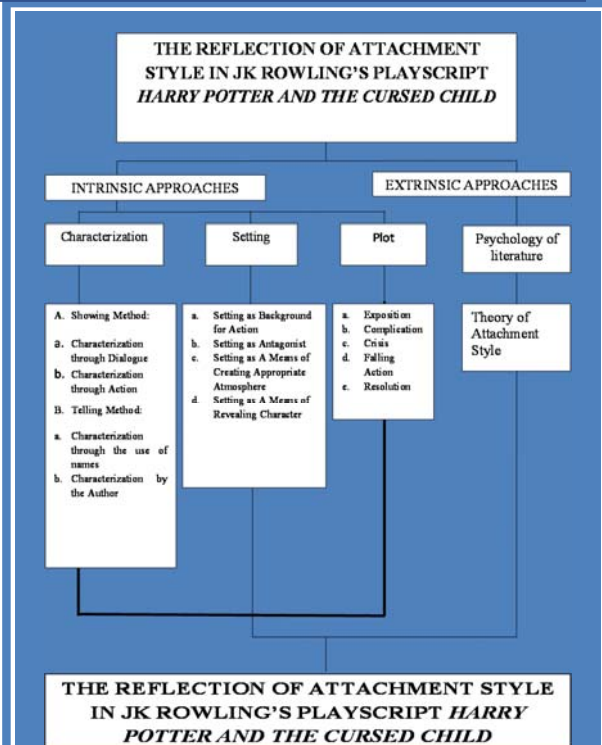 THE REFLECTION OF ATTACHMENT
STYLE IN JK ROWLING'S PLAYSCRIPT
HARRY POTTER AND THE CURSED CHILD
INTRINSIC APPROACHES
EXTRINSIC APPROACHES
Characterization
Setting
Plot
Psychology of
literature
A. Showing Method:
a. Characterization
through Dialogue
b. Characterization
through Action
B. Telling Method:
a. Characterization
through the use of
names
b. Characterization by
the Author
a. Setting as Background
for Action
b. Setting as Antagonist
c. Setting as A Means of
Creating Appropriate
Atmosphere
d. Setting as A Means of
Revealing Character
a. Exposition
b. Complication
c. Crisis
d. Falling
Action
e. Resolution
Theory of
Attachment
Style
THE REFLECTION OF ATTACHMENT STYLE
IN JK ROWLING'S PLAYSCRIPT HARRY
POTTER AND THE CURSED CHILD